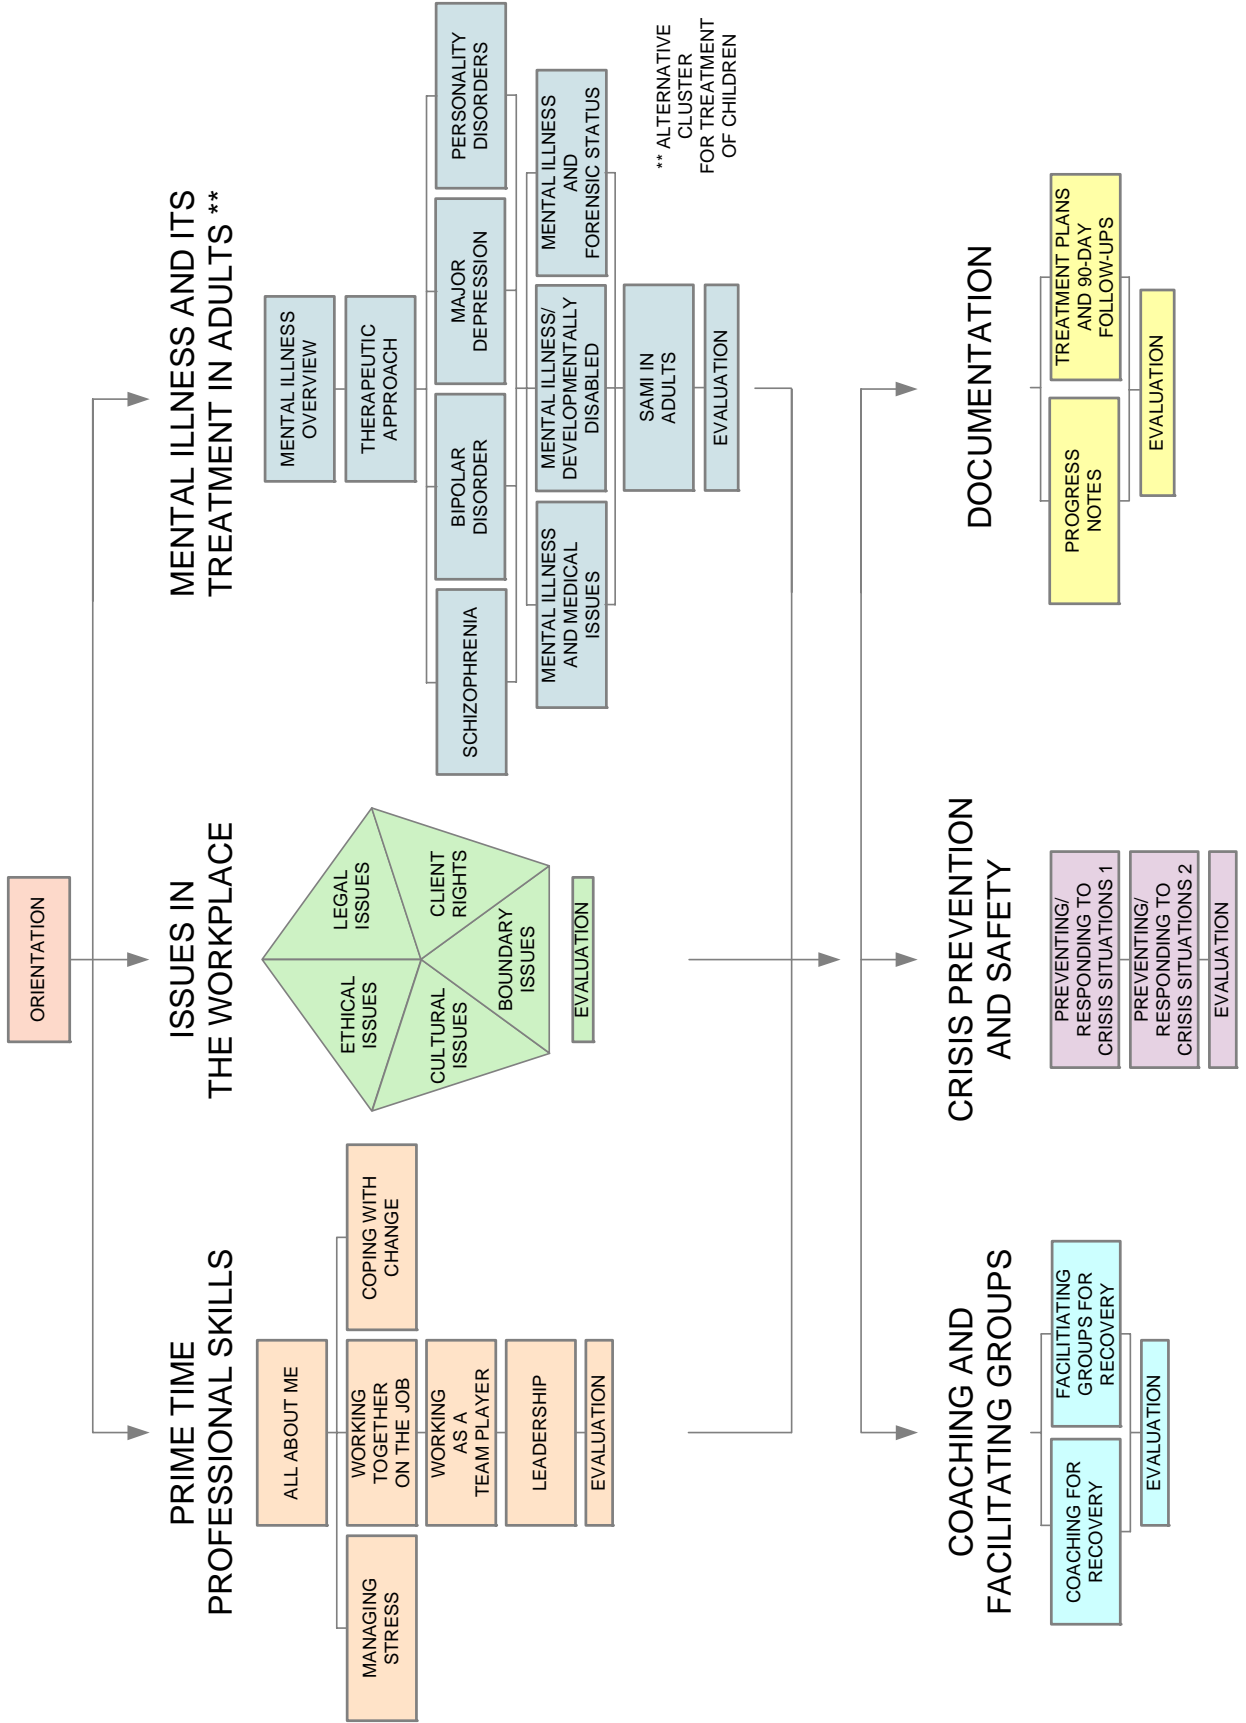 ORIENTATION
PRIME TIME
PROFESSIONAL SKILLS
ALL ABOUT ME
MANAGING
STRESS
WORKING
TOGETHER
ON THE JOB
COPING WITH
CHANGE
WORKING
AS A
TEAM PLAYER
LEADERSHIP
EVALUATION
ISSUES IN
THE WORKPLACE
ETHICAL
ISSUES
LEGAL
ISSUES
CULTURAL
ISSUES
CLIENT
RIGHTS
BOUNDARY
ISSUES
EVALUATION
MENTAL ILLNESS AND ITS
TREATMENT IN ADULTS **
MENTAL ILLNESS
OVERVIEW
THERAPEUTIC
APPROACH
SCHIZOPHRENIA
BIPOLAR
DISORDER
MAJOR
DEPRESSION
PERSONALITY
DISORDERS
MENTAL ILLNESS
AND MEDICAL
ISSUES
MENTAL ILLNESS/
DEVELOPMENTALLY
DISABLED
MENTAL ILLNESS
AND
FORENSIC STATUS
SAMI IN
ADULTS
EVALUATION
** ALTERNATIVE
CLUSTER
FOR TREATMENT
OF CHILDREN
COACHING AND
FACILITATING GROUPS
COACHING FOR
RECOVERY
FACILITIATING
GROUPS FOR
RECOVERY
EVALUATION
CRISIS PREVENTION
AND SAFETY
PREVENTING/
RESPONDING TO
CRISIS SITUATIONS 1
PREVENTING/
RESPONDING TO
CRISIS SITUATIONS 2
EVALUATION
DOCUMENTATION
PROGRESS
NOTES
TREATMENT PLANS
AND 90-DAY
FOLLOW-UPS
EVALUATION